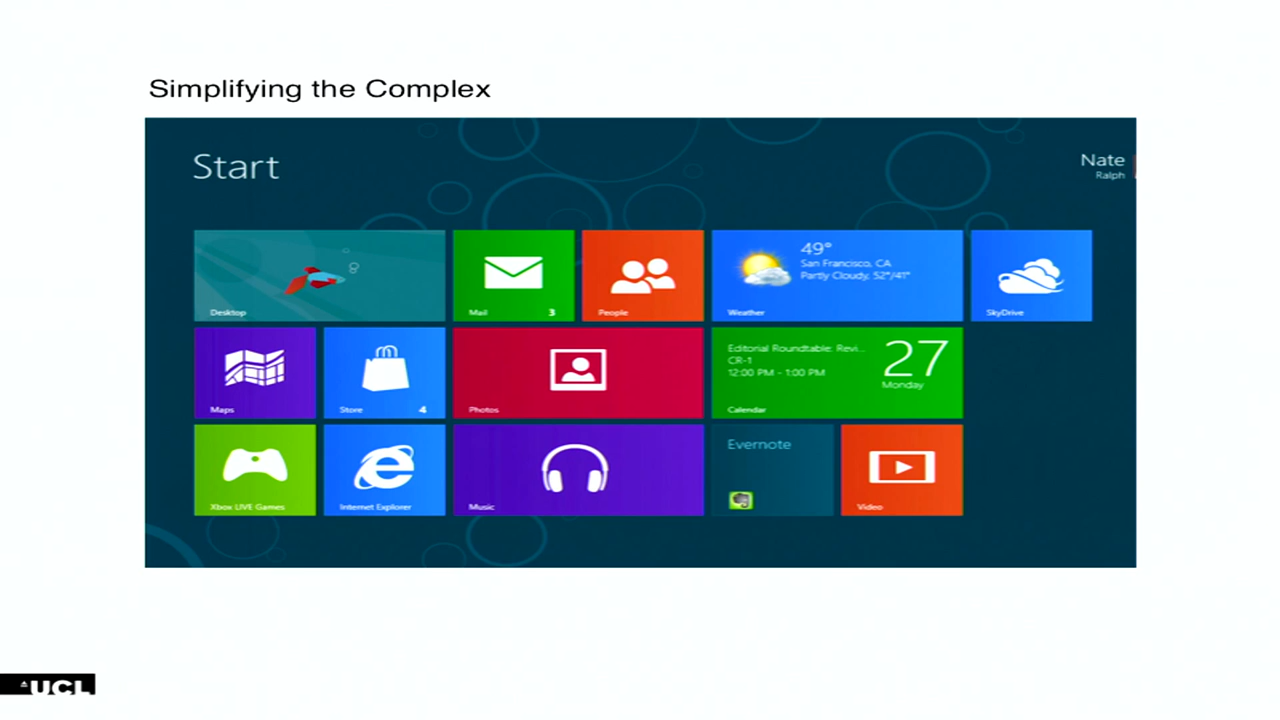 Simplifying the Complex
Start
Nate
Ralph
Desktop
Mail 3
People
49°
San Francisco, CA
Partly Cloudy, 52°/41°
Weather
SkyDrive
Maps
Store 4
Photos
Editorial Roundtable: Revi...
CR-1
12:00 PM - 1:00 PM
27
Monday
Calendar
Xbox LIVE Games
Internet Explorer
Music
Evernote
Video
UCL